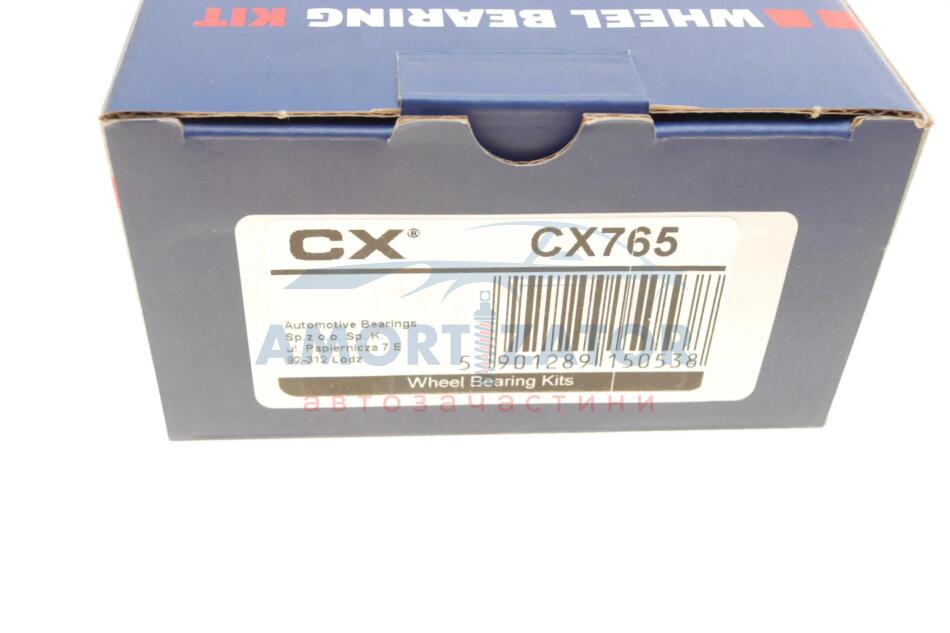 WHEEL BEARING KIT
CX® CX765
Automotive Bearings
Sp.z o.o. Sp. K.
ul. Papiernicza 7 E
92-312 Lodz
5 901289 150538
Wheel Bearing Kits
AMORTIZATOR
автозапчастини